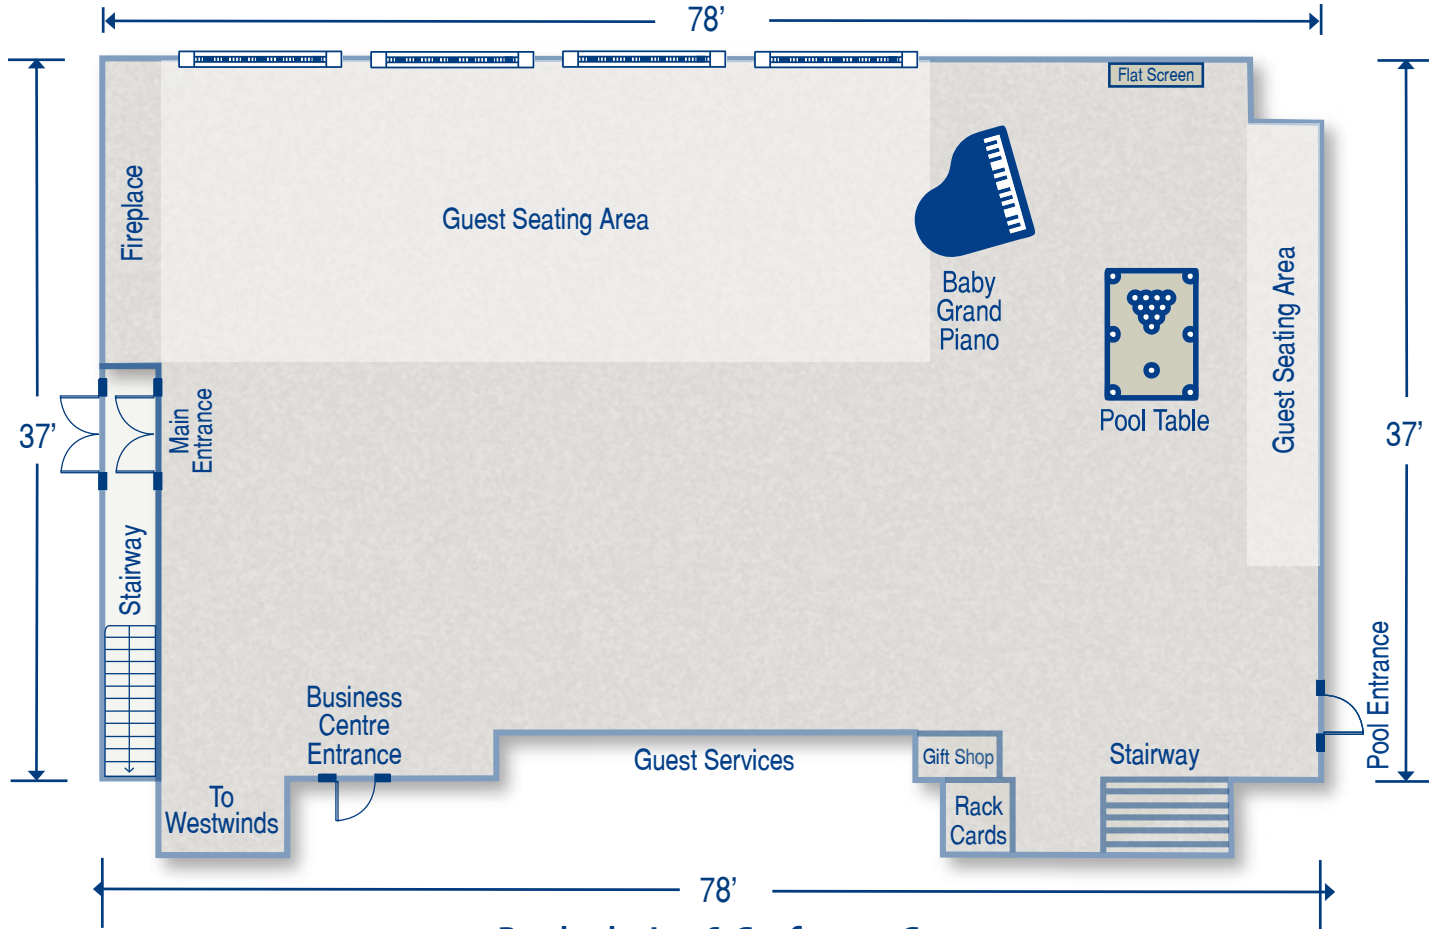 78'
Flat Screen
Fireplace
Guest Seating Area
Baby
Grand
Piano
Guest Seating Area
Pool Table
37'
Main
Entrance
37'
Stairway
Pool Entrance
Business
Centre
Entrance
Guest Services
Gift Shop
Stairway
To
Westwinds
Rack
Cards
78'